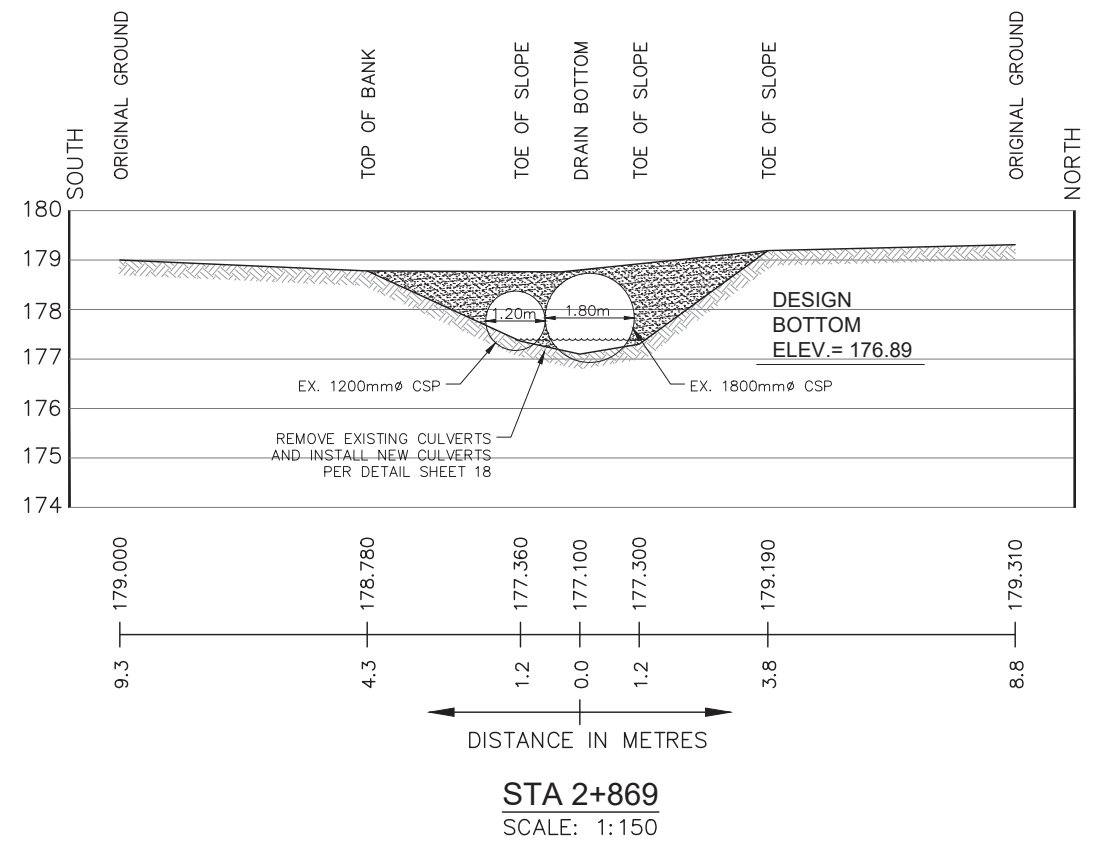 SOUTH
ORIGINAL GROUND
TOP OF BANK
TOE OF SLOPE
DRAIN BOTTOM
TOE OF SLOPE
TOE OF SLOPE
ORIGINAL GROUND
NORTH
180
179
178
177
176
175
174
1.20m
1.80m
DESIGN
BOTTOM
ELEV.= 176.89
EX. 1200mmø CSP
EX. 1800mmø CSP
REMOVE EXISTING CULVERTS
AND INSTALL NEW CULVERTS
PER DETAIL SHEET 18
179.000
178.780
177.360
177.100
177.300
179.190
179.310
9.3
4.3
1.2
0.0
1.2
3.8
8.8
DISTANCE IN METRES
STA 2+869
SCALE: 1:150